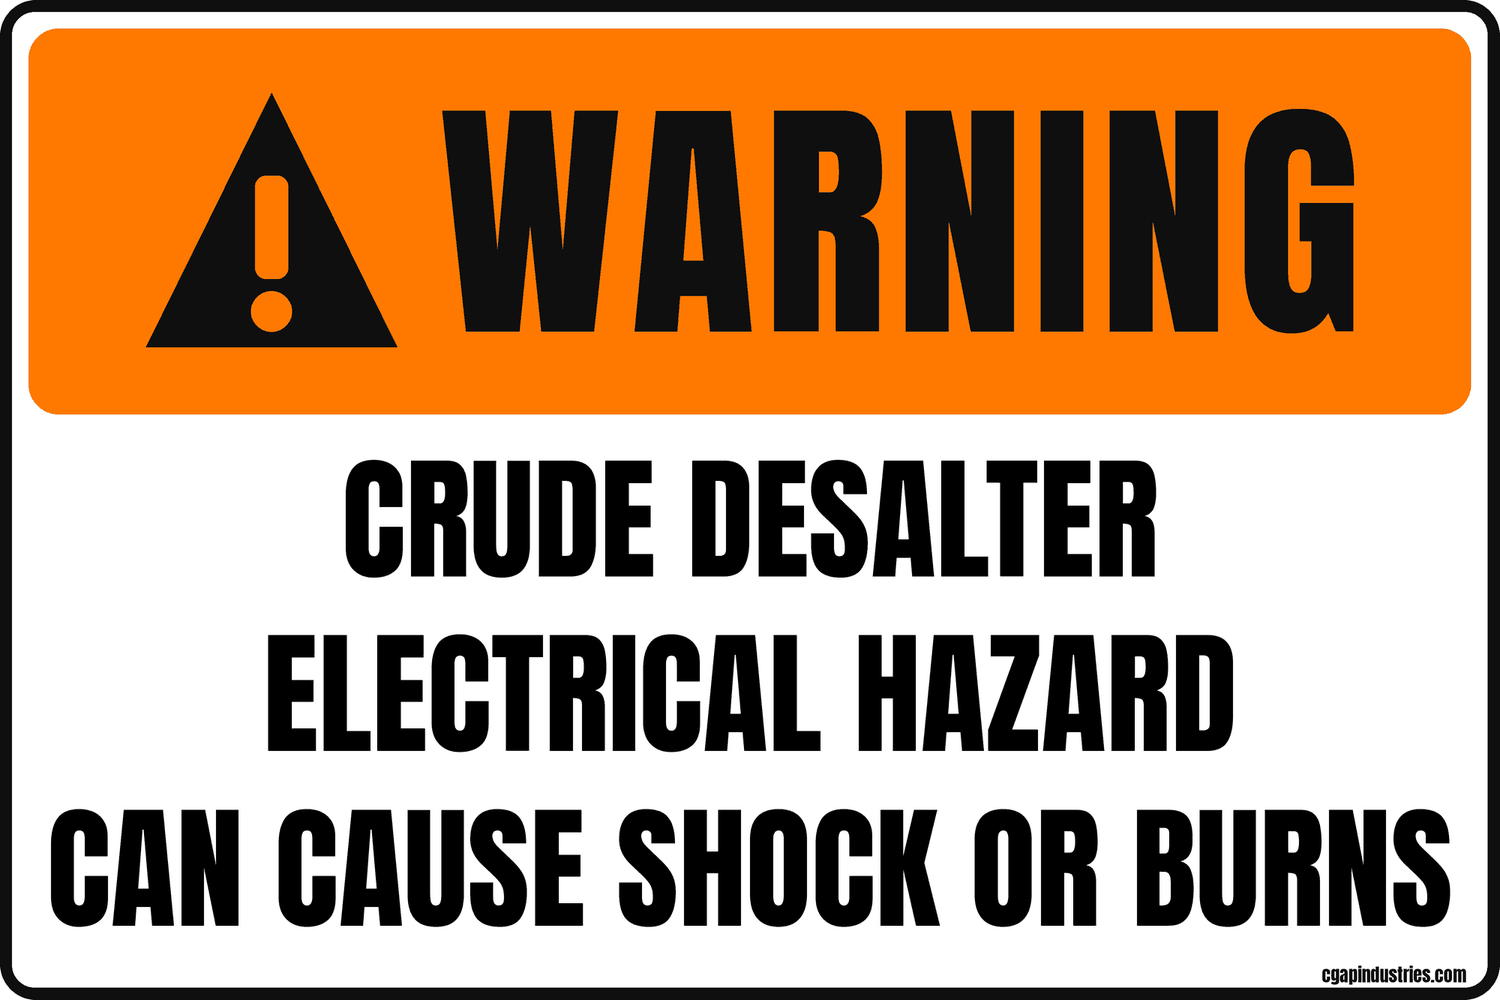 WARNING
CRUDE DESALTER
ELECTRICAL HAZARD
CAN CAUSE SHOCK OR BURNS
cgapindustries.com